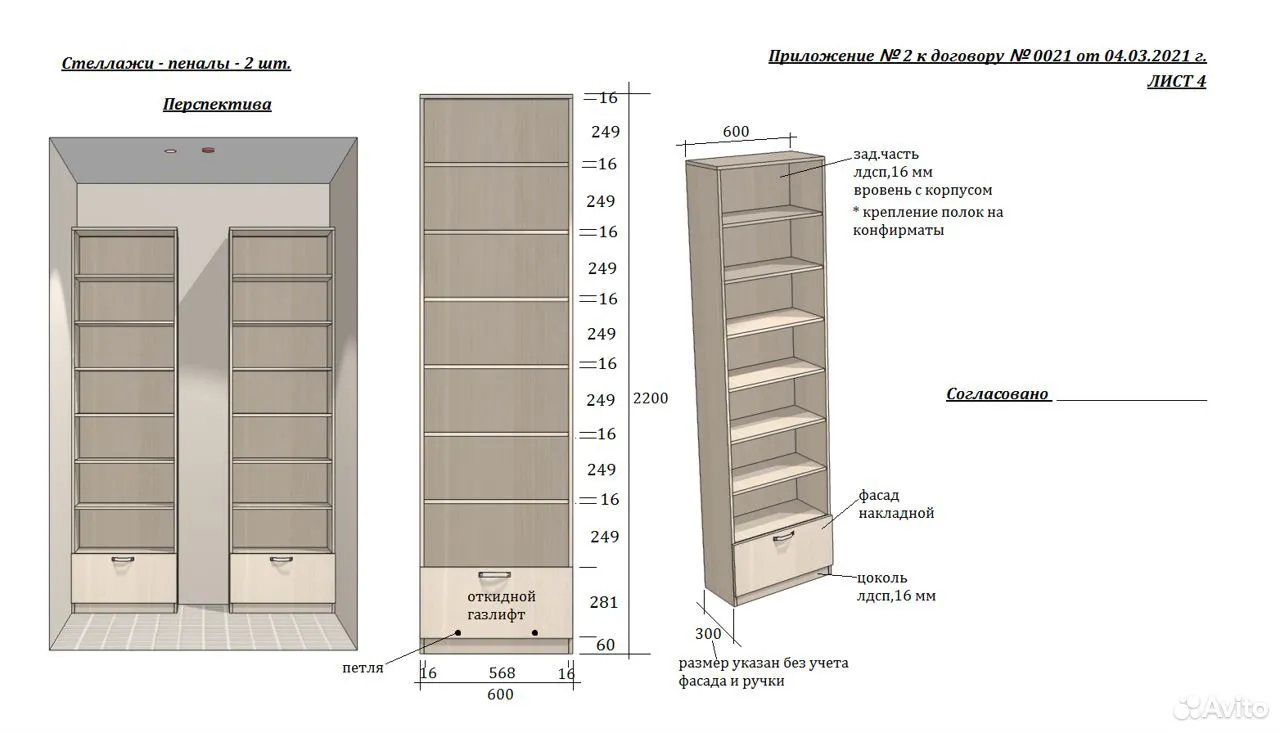 Стеллажи - пеналы - 2 шт.
Перспектива
Приложение № 2 к договору № 0021 от 04.03.2021 г.
ЛИСТ 4
16
249
16
249
16
249
16
249
16
249
16
249
16
249
281
60
2200
откидной
газлифт
петля
16
568
16
600
600
зад.часть
лдсп,16 мм
вровень с корпусом
* крепление полок на
конфирматы
Согласовано
фасад
накладной
цоколь
лдсп,16 мм
300
размер указан без учета
фасада и ручки
Avito